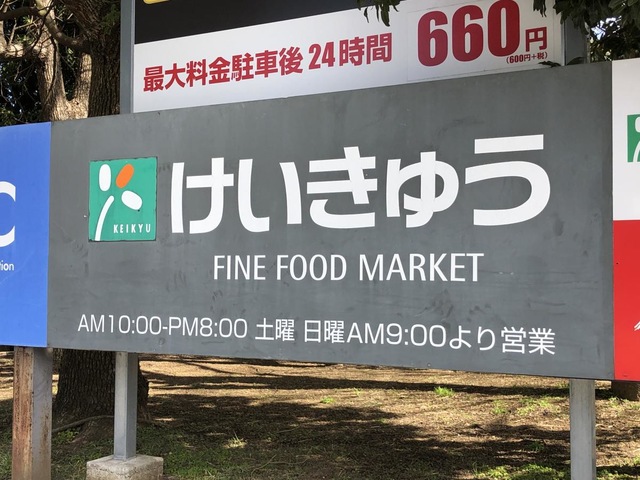 最大料金駐車後24時間
660円
(600円+税)
KEIKYU
けいきゅう
FINE FOOD MARKET
AM10:00-PM8:00 土曜 日曜AM9:00より営業
C
tion